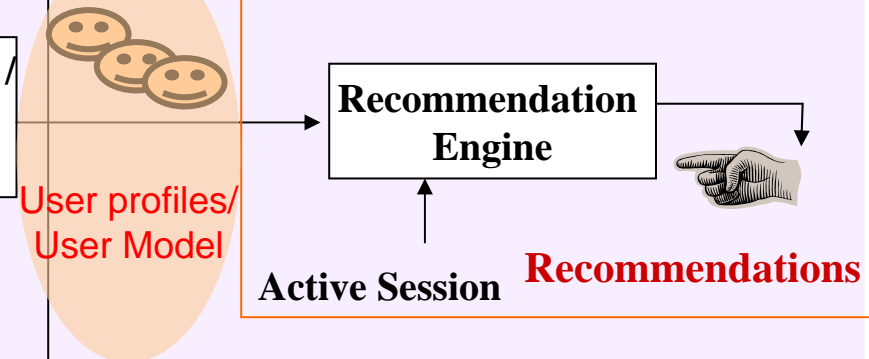 /
Recommendation
Engine
User profiles/
User Model
Active Session
Recommendations